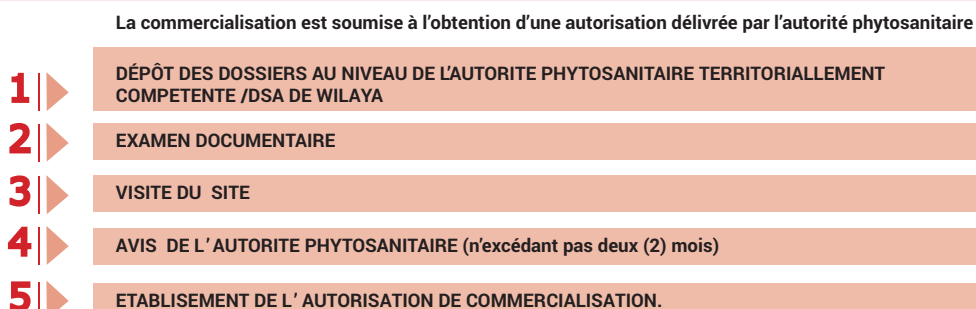 La commercialisation est soumise à l'obtention d'une autorisation délivrée par l'autorité phytosanitaire
1 DÉPÔT DES DOSSIERS AU NIVEAU DE L'AUTORITE PHYTOSANITAIRE TERRITORIALLEMENT
COMPETENTE /DSA DE WILAYA
2 EXAMEN DOCUMENTAIRE
3 VISITE DU SITE
4 AVIS DE L'AUTORITE PHYTOSANITAIRE (n'excédant pas deux (2) mois)
5 ETABLISEMENT DE L' AUTORISATION DE COMMERCIALISATION.